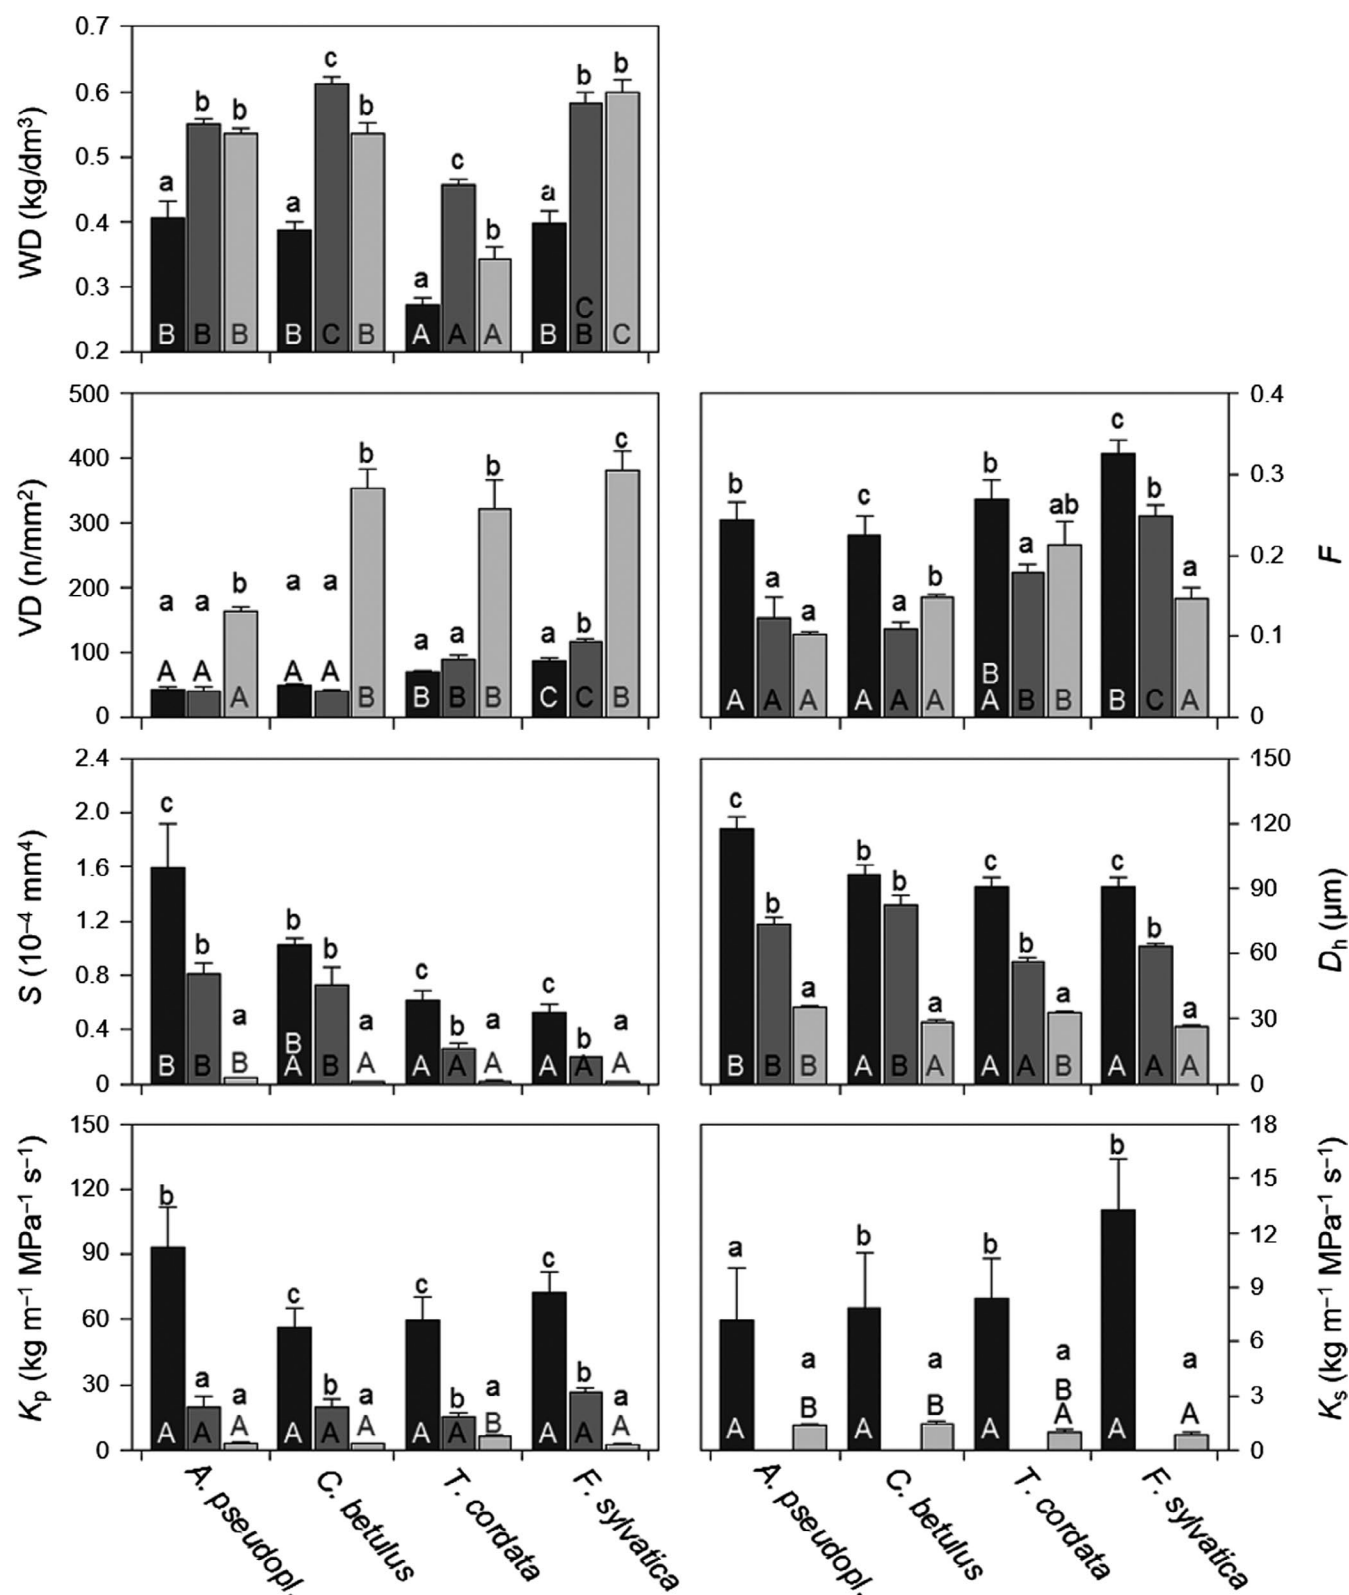 0.7
0.6
0.5
0.4
0.3
0.2
WD (kg/dm³)
c
b b b b b
a a c a
b
a
C
B B B B C B A A A B B C
500
400
300
200
100
0
VD (n/mm²)
b b c
b
a a a a
a a a b
A A A A
A B B B B C C B
0.4
0.3
0.2
0.1
0
F
c
b c b ab b
a a a b a a
B
A A A A A A A B B B C A
2.4
2.0
1.6
1.2
0.8
0.4
0
S (10⁻⁴ mm⁴)
c
b b b c c
a a b a b a
B
B B B A B A A A A A A A
150
120
90
60
30
0
Dₕ (µm)
c b b c c
b b b
a a a a
B B B A B A A A B A A A
150
120
90
60
30
0
Kₚ (kg m⁻¹ MPa⁻¹ s⁻¹)
b c c c
a a b a b a b a
A A A A A A A A B A A A
18
15
12
9
6
3
0
Kₛ (kg m⁻¹ MPa⁻¹ s⁻¹)
b
a b b
a a a a
B
A B A B A A A A
A. pseudopl.
C. betulus
T. cordata
F. sylvatica
A. pseudopl.
C. betulus
T. cordata
F. sylvatica